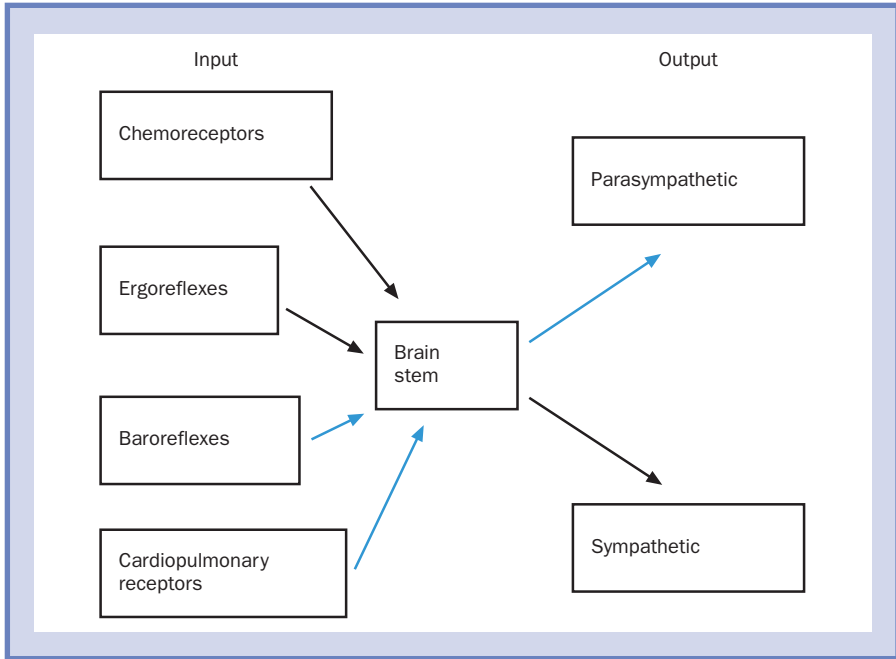 Input
Output
Chemoreceptors
Parasympathetic
Ergoreflexes
Brain
stem
Baroreflexes
Cardiopulmonary
receptors
Sympathetic